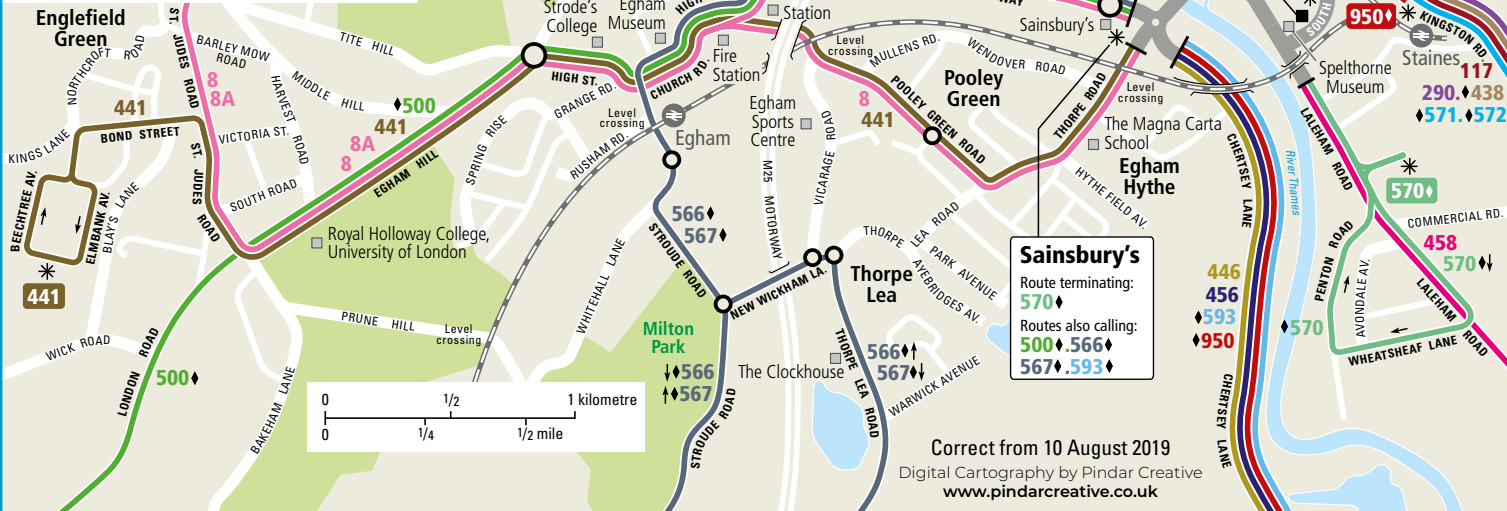 Englefield
Green
ST. JUDES ROAD
BARLEY MOW
ROAD
TITE HILL
NORTHCROFT ROAD
HARVEST ROAD
MIDDLE HILL
8
8A
441
BOND STREET
KINGS LANE
VICTORIA ST.
ST. JUDES ROAD
SOUTH ROAD
BEECHTREE AV.
ELMBANK AV.
BLAY'S LANE
441
WICK ROAD
LONDON ROAD
500♦
♦500
441
8A
8
EGHAM HILL
Royal Holloway College,
University of London
PRUNE HILL
BAKEHAM LANE
Level
crossing
0 1/2 1 kilometre
0 1/4 1/2 mile
Strode's
College
Egham
Museum
HIGH
HIGH ST.
GRANGE RD.
CHURCH RD.
Fire
Station
Station
SPRING RISE
RUSHAM RD.
Level
crossing
Egham
Egham
Sports
Centre
M25 MOTORWAY
VICARAGE ROAD
566♦
567♦
STROUDE ROAD
WHITEHALL LANE
NEW WICKHAM LA.
Milton
Park
↓♦566
↑♦567
STROUDE ROAD
The Clockhouse
Thorpe
Lea
THORPE LEA ROAD
566♦↑
567♦↓
WARWICK AVENUE
THORPE LEA ROAD
PARK AVENUE
AYEBRIDGES AV.
Level
crossing
MULLENS RD.
WENDOVER ROAD
WAY
Pooley
Green
8
441
POOLEY GREEN ROAD
THORPE ROAD
Sainsbury's
Level
crossing
The Magna Carta
School
Egham
Hythe
HYTHE FIELD AV.
Sainsbury's
Route terminating:
570♦
Routes also calling:
500♦.566♦
567♦.593♦
CHERTSEY LANE
River Thames
446
456
♦593
♦950
CHERTSEY LANE
SOUTH
950♦
KINGSTON RD.
Staines
117
290.♦438
♦571.♦572
Spelthorne
Museum
LALEHAM ROAD
570♦
COMMERCIAL RD.
458
570♦↓
PENTON ROAD
AVONDALE AV.
♦570
LALEHAM ROAD
WHEATSHEAF LANE
Correct from 10 August 2019
Digital Cartography by Pindar Creative
www.pindarcreative.co.uk